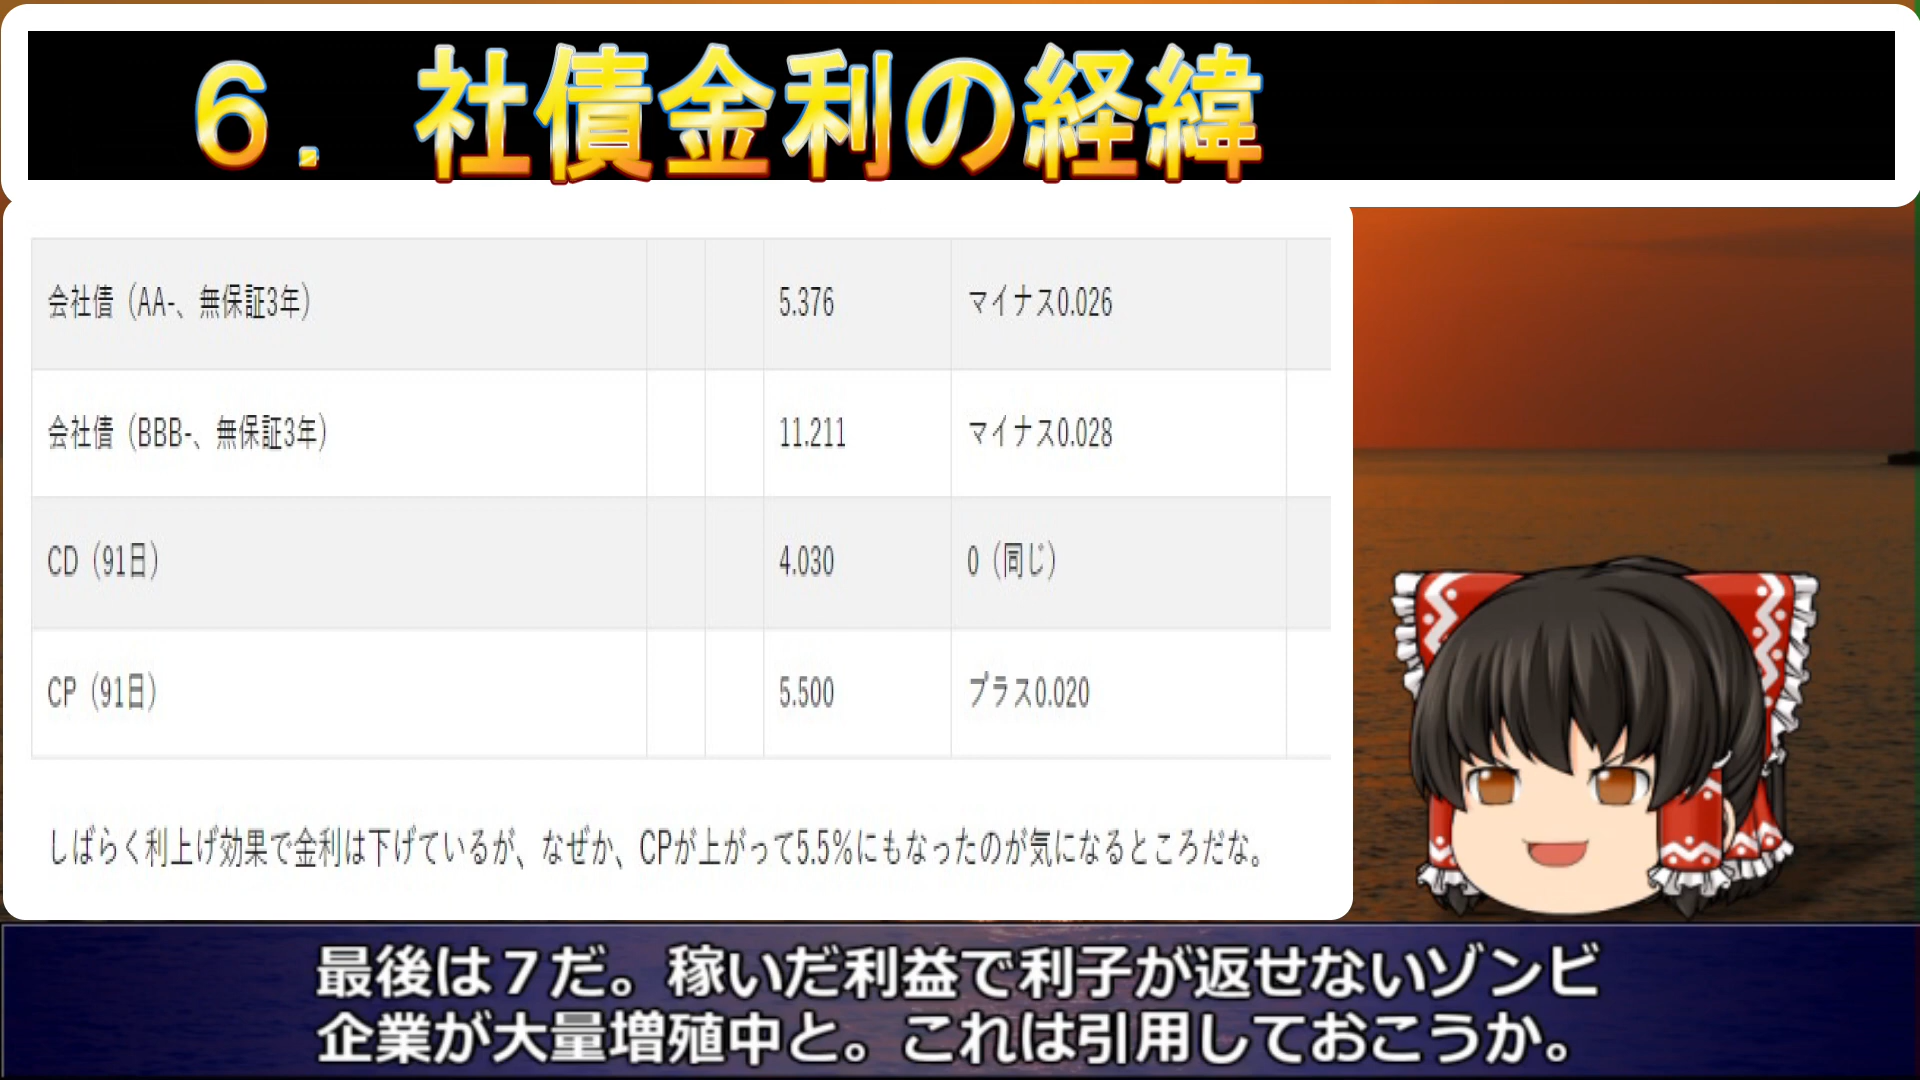 ６．社債金利の経緯
会社債（AA-、無保証3年） 5.376 マイナス0.026
会社債（BBB-、無保証3年） 11.211 マイナス0.028
CD（91日） 4.030 0（同じ）
CP（91日） 5.500 プラス0.020
しばらく利上げ効果で金利は下げているが、なぜか、CPが上がって5.5%にもなったのが気になるところだな。
最後は７だ。稼いだ利益で利子が返せないゾンビ
企業が大量増殖中と。これは引用しておこうか。